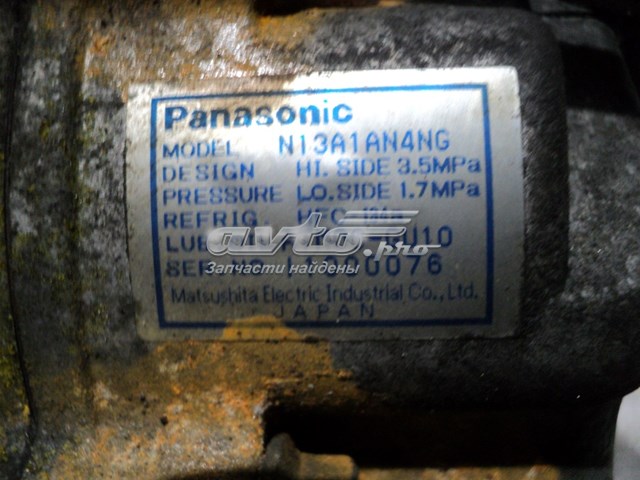 Panasonic
MODEL N13A1AN4NG
DESIGN HI. SIDE 3.5MPa
PRESSURE LO. SIDE 1.7MPa
REFRIG. HFC
avto.pro
Запчасти найдены
Matsushita Electric Industrial Co., Ltd.
JAPAN